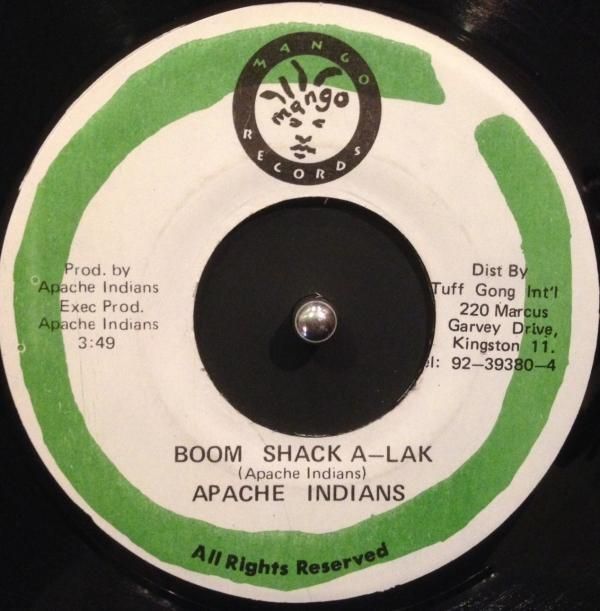 MANGO
mango
RECORDS
Prod. by
Apache Indians
Exec Prod.
Apache Indians
3:49
Dist By
Tuff Gong Int'l
220 Marcus
Garvey Drive,
Kingston 11.
92-39380-4
BOOM SHACK A-LAK
(Apache Indians)
APACHE INDIANS
All Rights Reserved